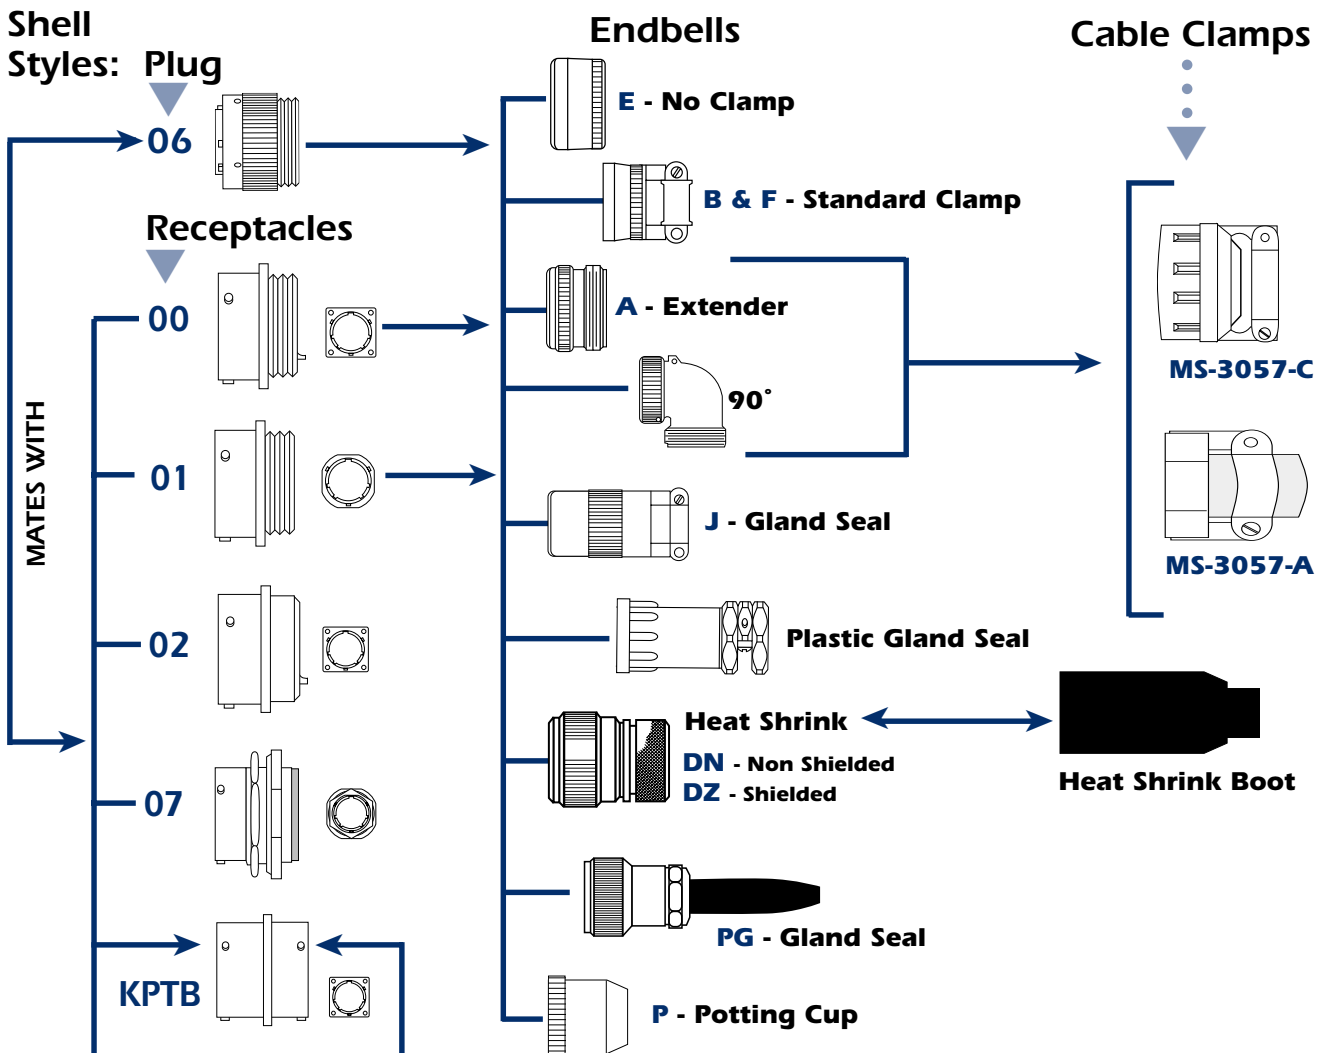 Shell
Styles: Plug
06
Receptacles
00
01
02
07
KPTB
MATES WITH
Endbells
E - No Clamp
B & F - Standard Clamp
A - Extender
90°
J - Gland Seal
Plastic Gland Seal
Heat Shrink
DN - Non Shielded
DZ - Shielded
PG - Gland Seal
P - Potting Cup
Cable Clamps
MS-3057-C
MS-3057-A
Heat Shrink Boot